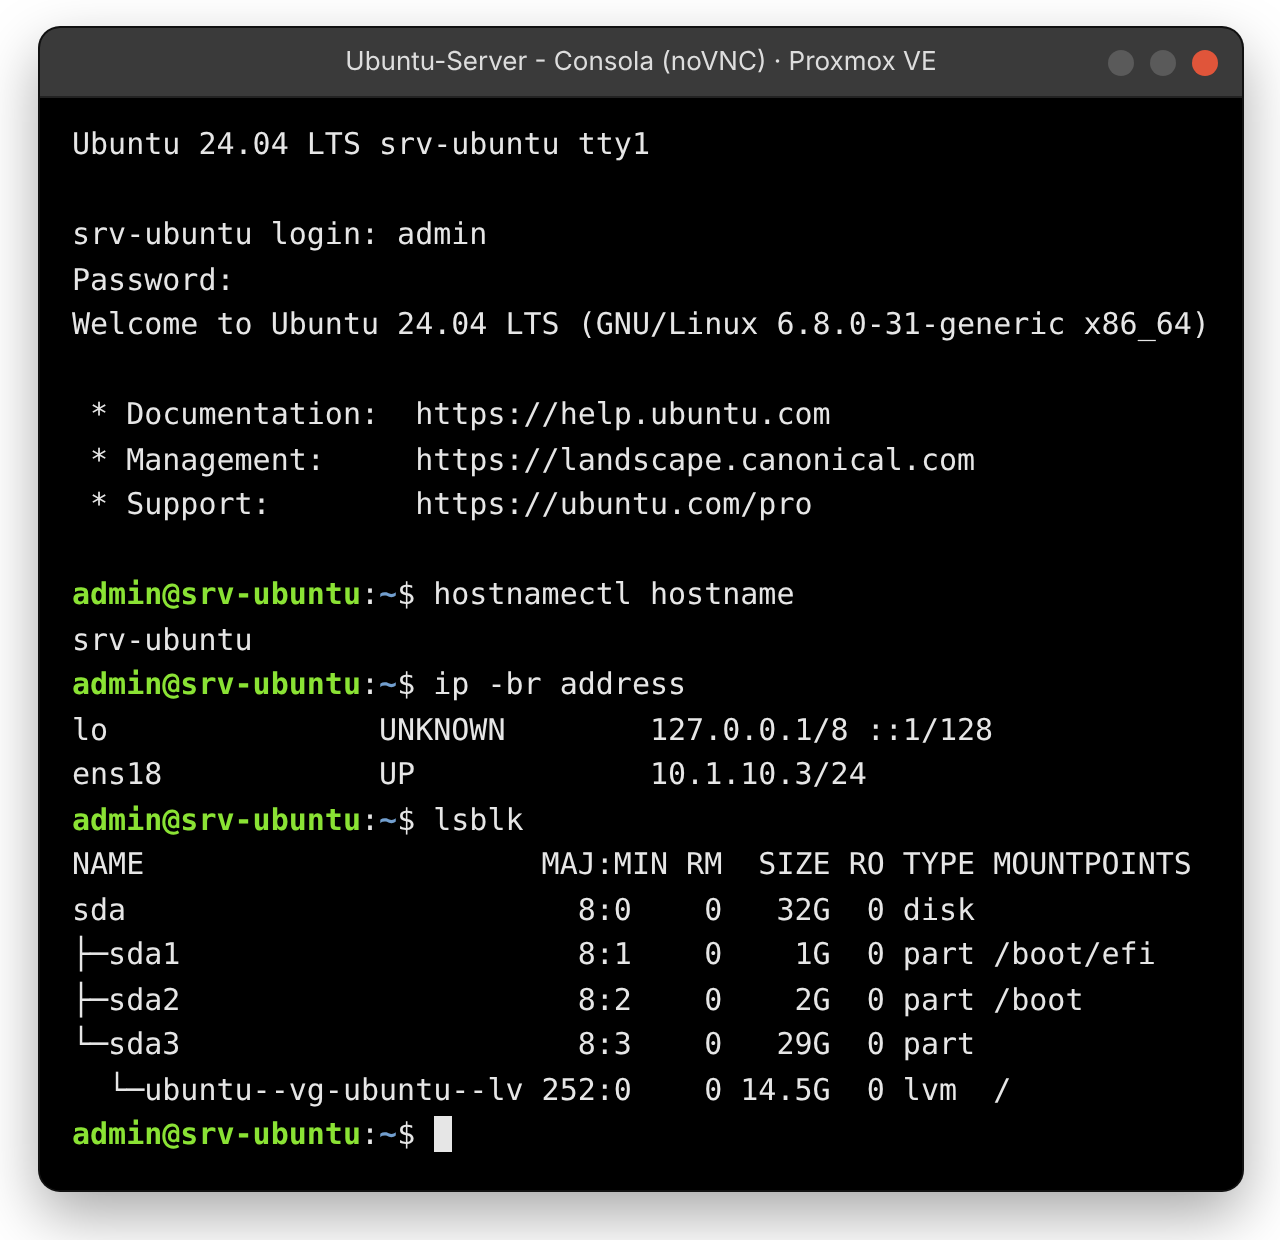 Ubuntu-Server - Consola (noVNC) · Proxmox VE
Ubuntu 24.04 LTS srv-ubuntu tty1

srv-ubuntu login: admin
Password:
Welcome to Ubuntu 24.04 LTS (GNU/Linux 6.8.0-31-generic x86_64)

 * Documentation:  https://help.ubuntu.com
 * Management:     https://landscape.canonical.com
 * Support:        https://ubuntu.com/pro

admin@srv-ubuntu:~$ hostnamectl hostname
srv-ubuntu
admin@srv-ubuntu:~$ ip -br address
lo               UNKNOWN        127.0.0.1/8 ::1/128
ens18            UP             10.1.10.3/24
admin@srv-ubuntu:~$ lsblk
NAME                      MAJ:MIN RM  SIZE RO TYPE MOUNTPOINTS
sda                         8:0    0   32G  0 disk
├─sda1                      8:1    0    1G  0 part /boot/efi
├─sda2                      8:2    0    2G  0 part /boot
└─sda3                      8:3    0   29G  0 part
  └─ubuntu--vg-ubuntu--lv 252:0    0 14.5G  0 lvm  /
admin@srv-ubuntu:~$